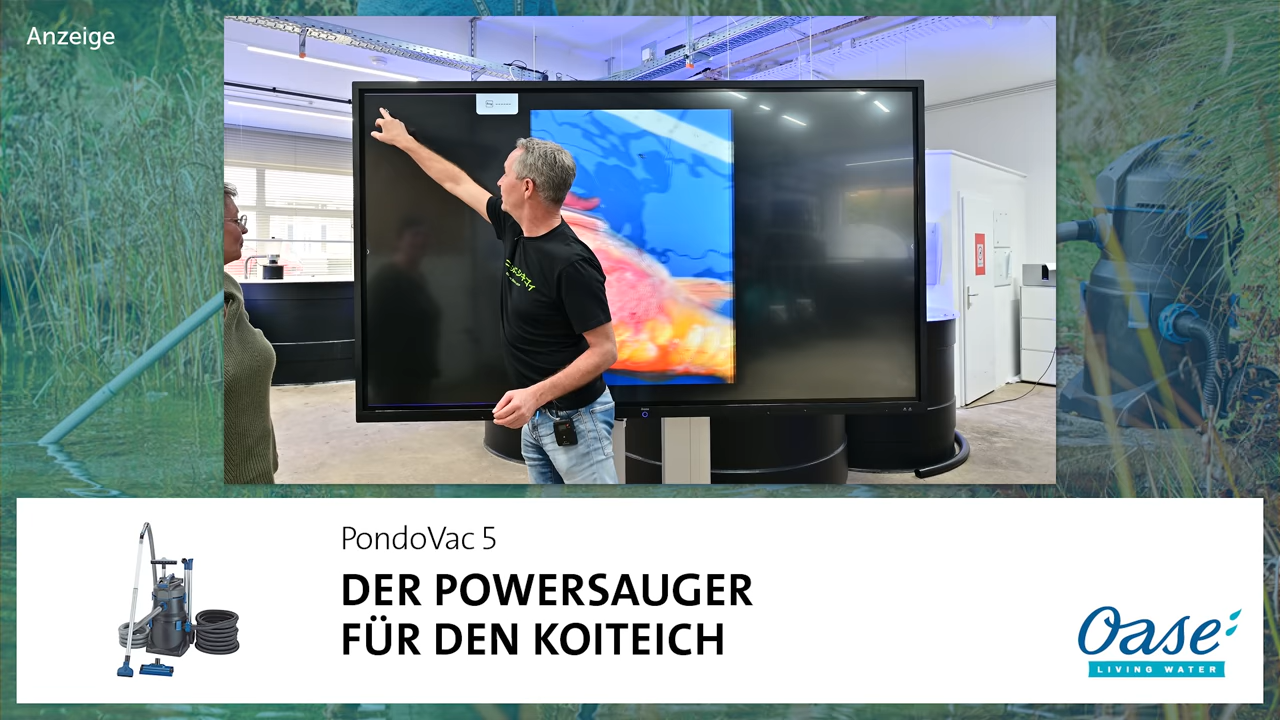 Anzeige
PondoVac 5
DER POWERSAUGER
FÜR DEN KOITEICH
Oase
LIVING WATER